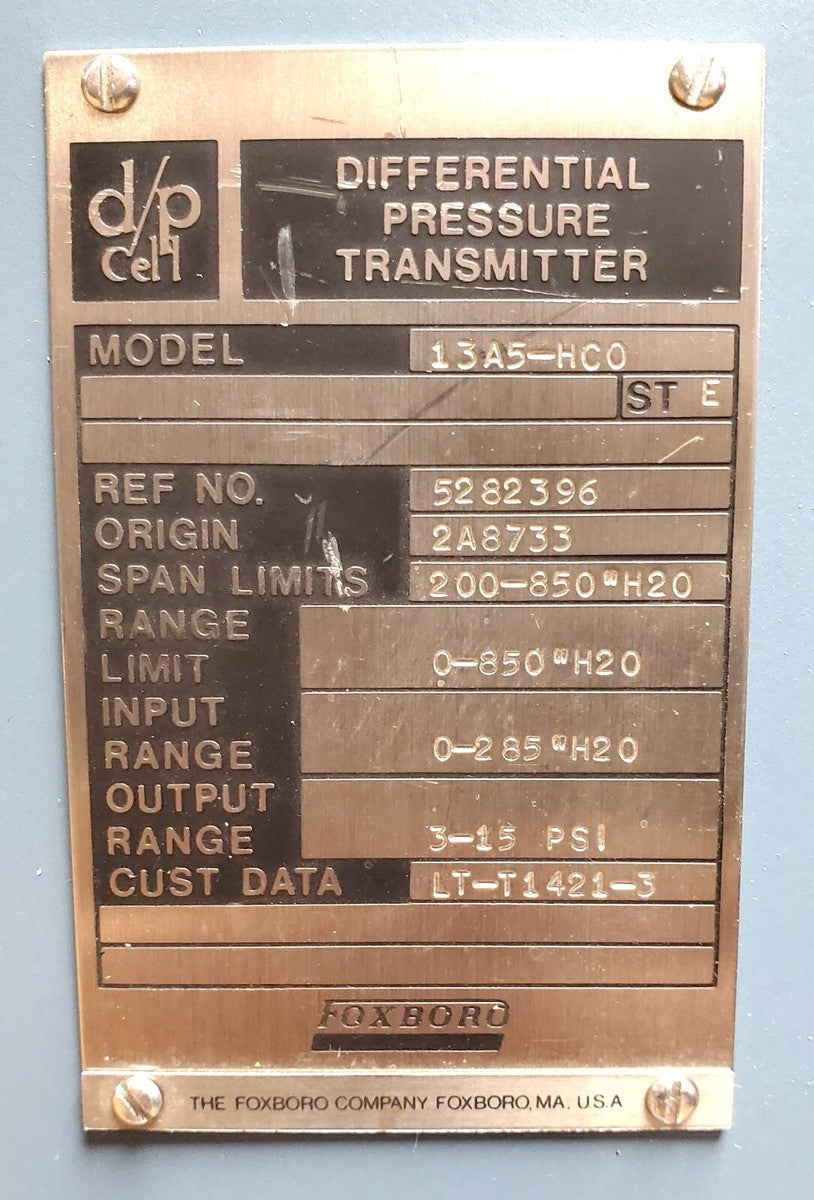 d/p
Cell
DIFFERENTIAL
PRESSURE
TRANSMITTER
MODEL 13A5-HCO
ST E
REF NO. 5282396
ORIGIN 2A8733
SPAN LIMITS 200-850"H20
RANGE
LIMIT 0-850"H20
INPUT
RANGE 0-285"H20
OUTPUT
RANGE 3-15 PSI
CUST DATA LT-T1421-3
FOXBORO
THE FOXBORO COMPANY FOXBORO, MA. U.S.A